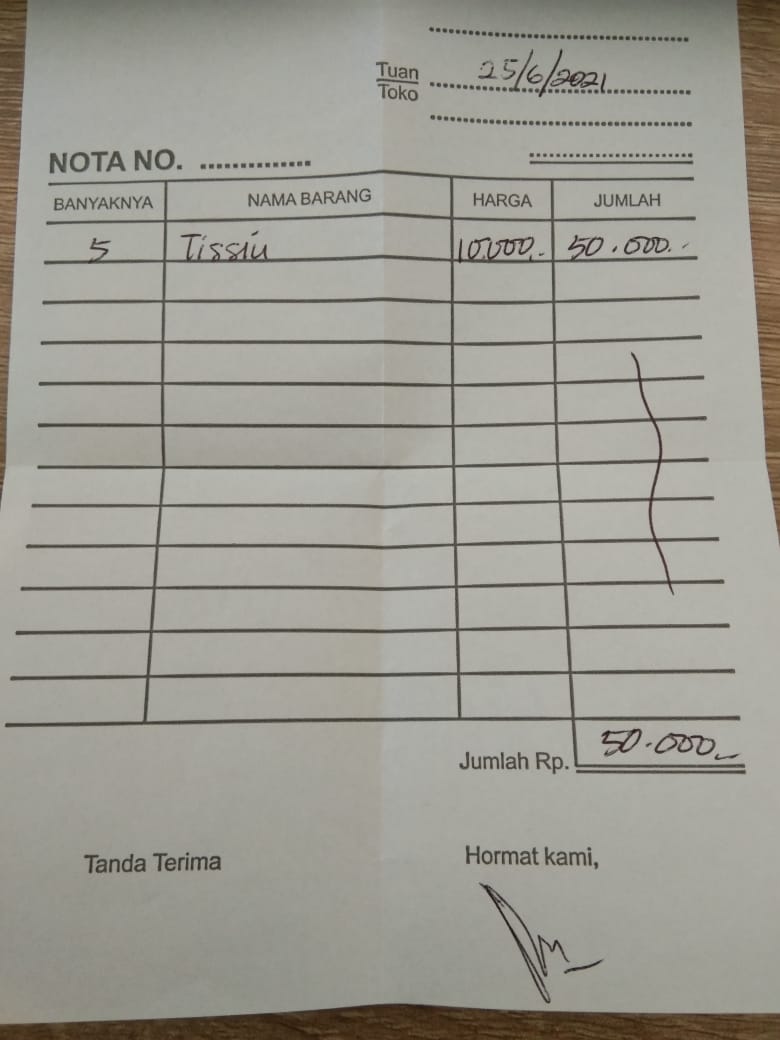 Tuan 25/6/2021
Toko
NOTA NO. ..............
BANYAKNYA NAMA BARANG HARGA JUMLAH
5 Tissiu 10.000,- 50.000.-
Jumlah Rp. 50.000,-
Tanda Terima Hormat kami,